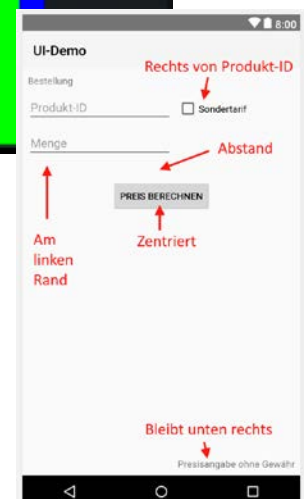 8:00
UI-Demo
Rechts von Produkt-ID
Bestellung
Produkt-ID
Sondertarif
Menge
Abstand
PREIS BERECHNEN
Am
linken
Rand
Zentriert
Bleibt unten rechts
Preisangabe ohne Gewähr